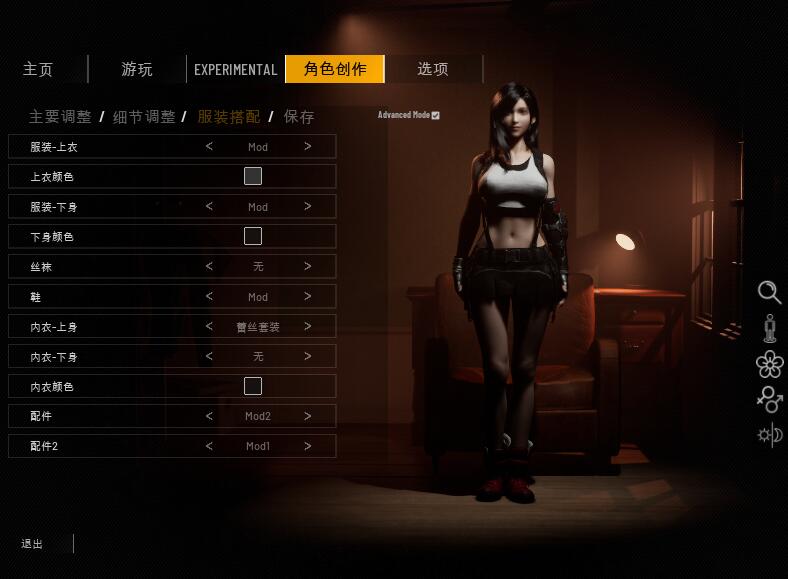 主页 游玩 EXPERIMENTAL 角色创作 选项
主要调整 / 细节调整 / 服装搭配 / 保存 Advanced Mode
服装-上衣 < Mod >
上衣颜色
服装-下身 < Mod >
下身颜色
丝袜 < 无 >
鞋 < Mod >
内衣-上身 < 蕾丝套装 >
内衣-下身 < 无 >
内衣颜色
配件 < Mod2 >
配件2 < Mod1 >
退出